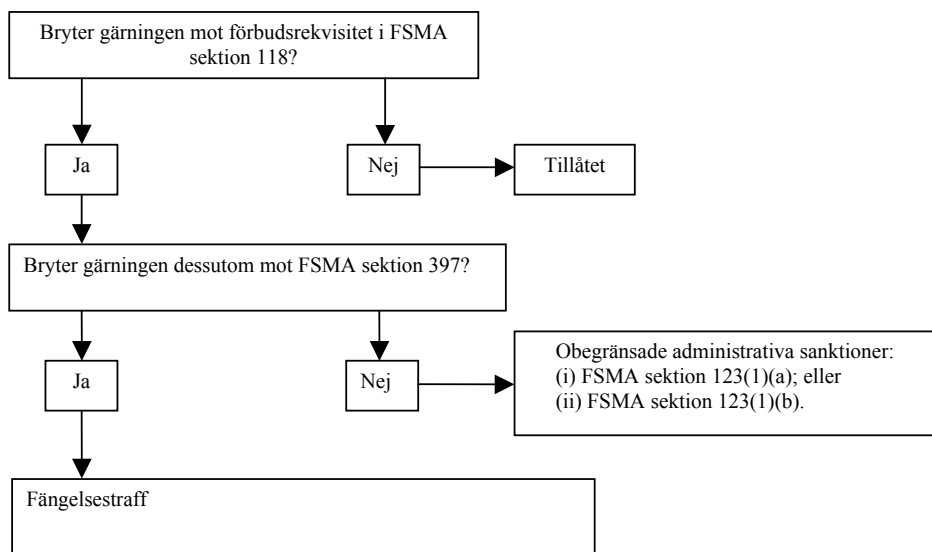 Bryter gärningen mot förbudsrekvisitet i FSMA
sektion 118?
Ja
Nej
Tillåtet
Bryter gärningen dessutom mot FSMA sektion 397?
Ja
Nej
Obegränsade administrativa sanktioner:
(i) FSMA sektion 123(1)(a); eller
(ii) FSMA sektion 123(1)(b).
Fängelsestraff